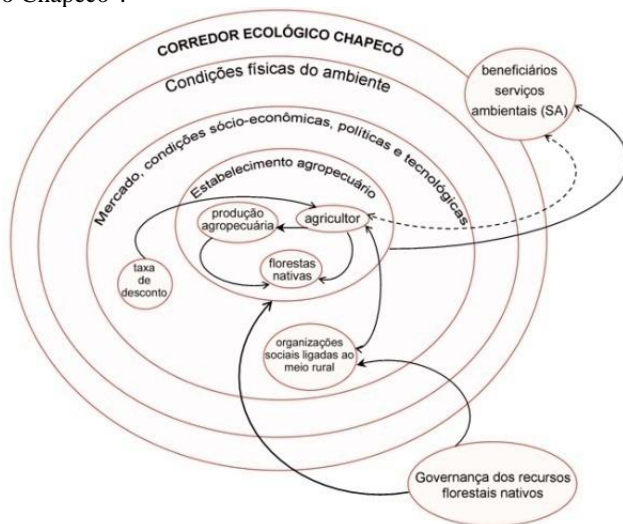 o Chapecó".
CORREDOR ECOLÓGICO CHAPECÓ
Condições físicas do ambiente
Mercado, condições sócio-econômicas, políticas e tecnológicas
Estabelecimento agropecuário
beneficiários
serviços
ambientais (SA)
produção
agropecuária
agricultor
florestas
nativas
taxa
de
desconto
organizações
sociais ligadas ao
meio rural
Governança dos recursos
florestais nativos